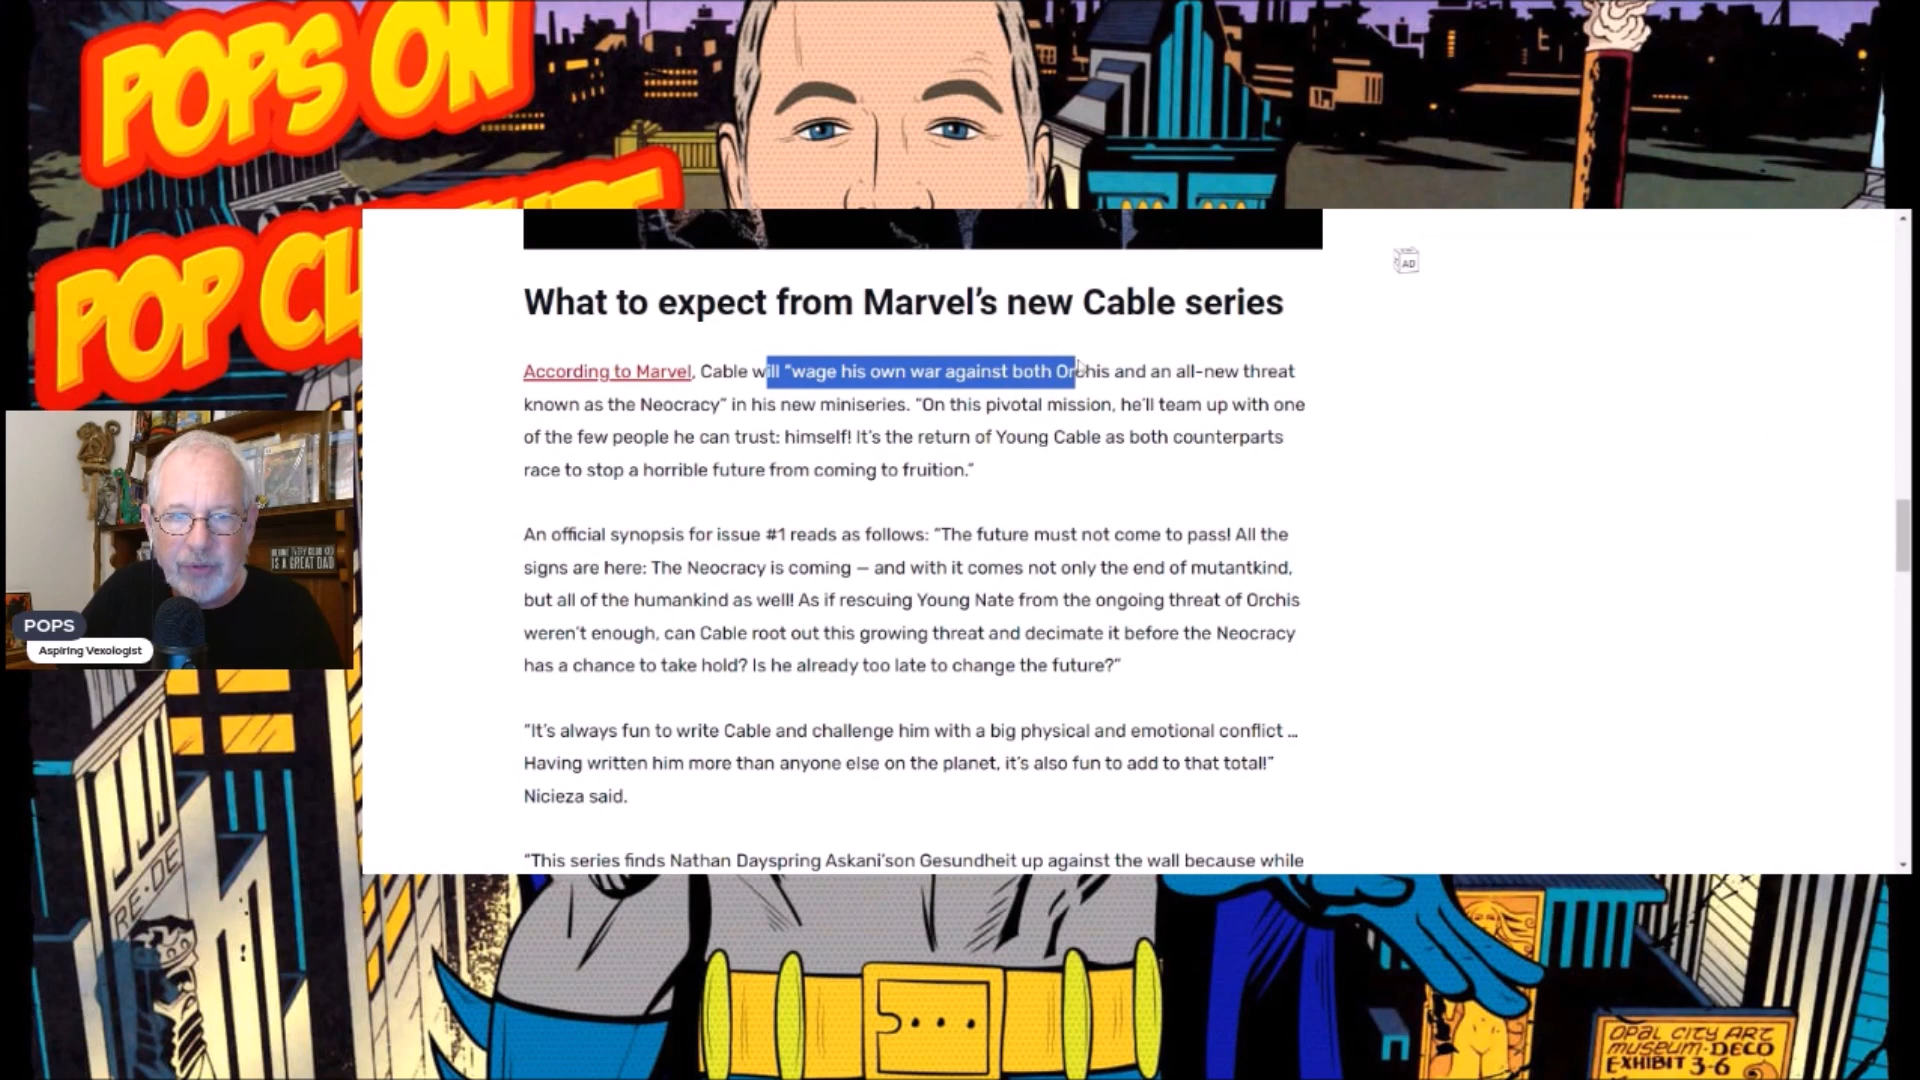 POPS ON
POP CUL
AD
What to expect from Marvel’s new Cable series
According to Marvel, Cable will “wage his own war against both Orchis and an all-new threat
known as the Neocracy” in his new miniseries. “On this pivotal mission, he’ll team up with one
of the few people he can trust: himself! It’s the return of Young Cable as both counterparts
race to stop a horrible future from coming to fruition.”
An official synopsis for issue #1 reads as follows: “The future must not come to pass! All the
signs are here: The Neocracy is coming — and with it comes not only the end of mutantkind,
but all of the humankind as well! As if rescuing Young Nate from the ongoing threat of Orchis
weren’t enough, can Cable root out this growing threat and decimate it before the Neocracy
has a chance to take hold? Is he already too late to change the future?”
“It’s always fun to write Cable and challenge him with a big physical and emotional conflict …
Having written him more than anyone else on the planet, it’s also fun to add to that total!”
Nicieza said.
“This series finds Nathan Dayspring Askani’son Gesundheit up against the wall because while
IS A GREAT DAD
POPS
Aspiring Vexologist
RE·DE
OPAL CITY ART
MUSEUM·DECO
EXHIBIT 3-6